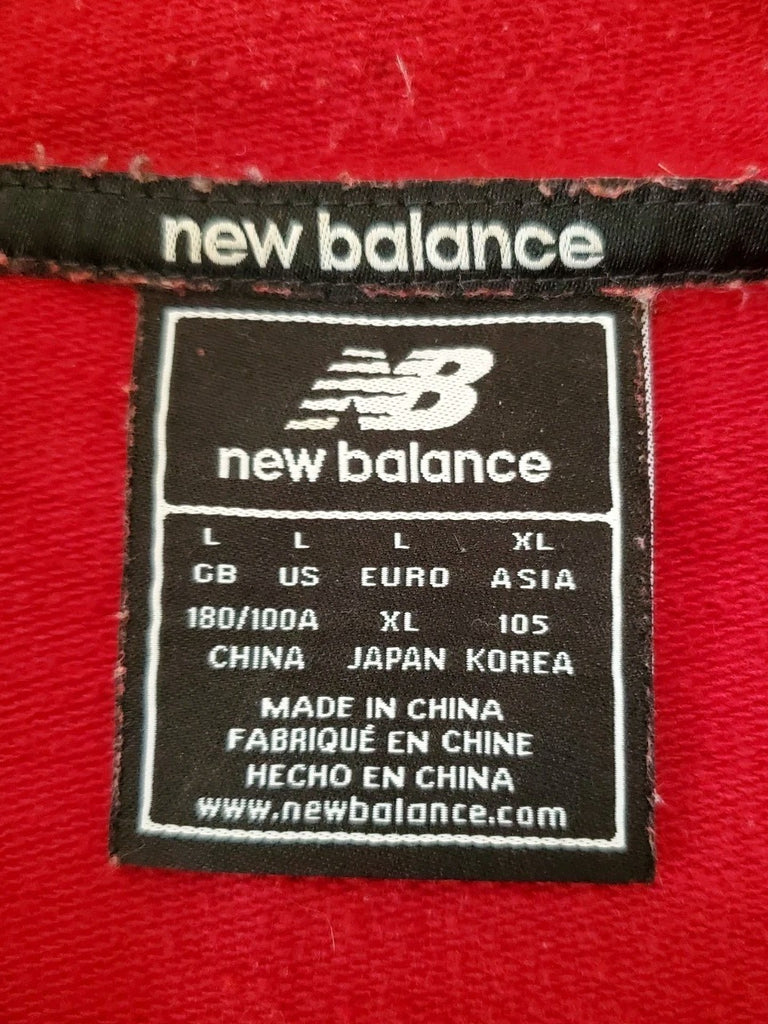 new balance
NB
new balance
L L L XL
GB US EURO ASIA
180/100A XL 105
CHINA JAPAN KOREA
MADE IN CHINA
FABRIQUÉ EN CHINE
HECHO EN CHINA
www.newbalance.com